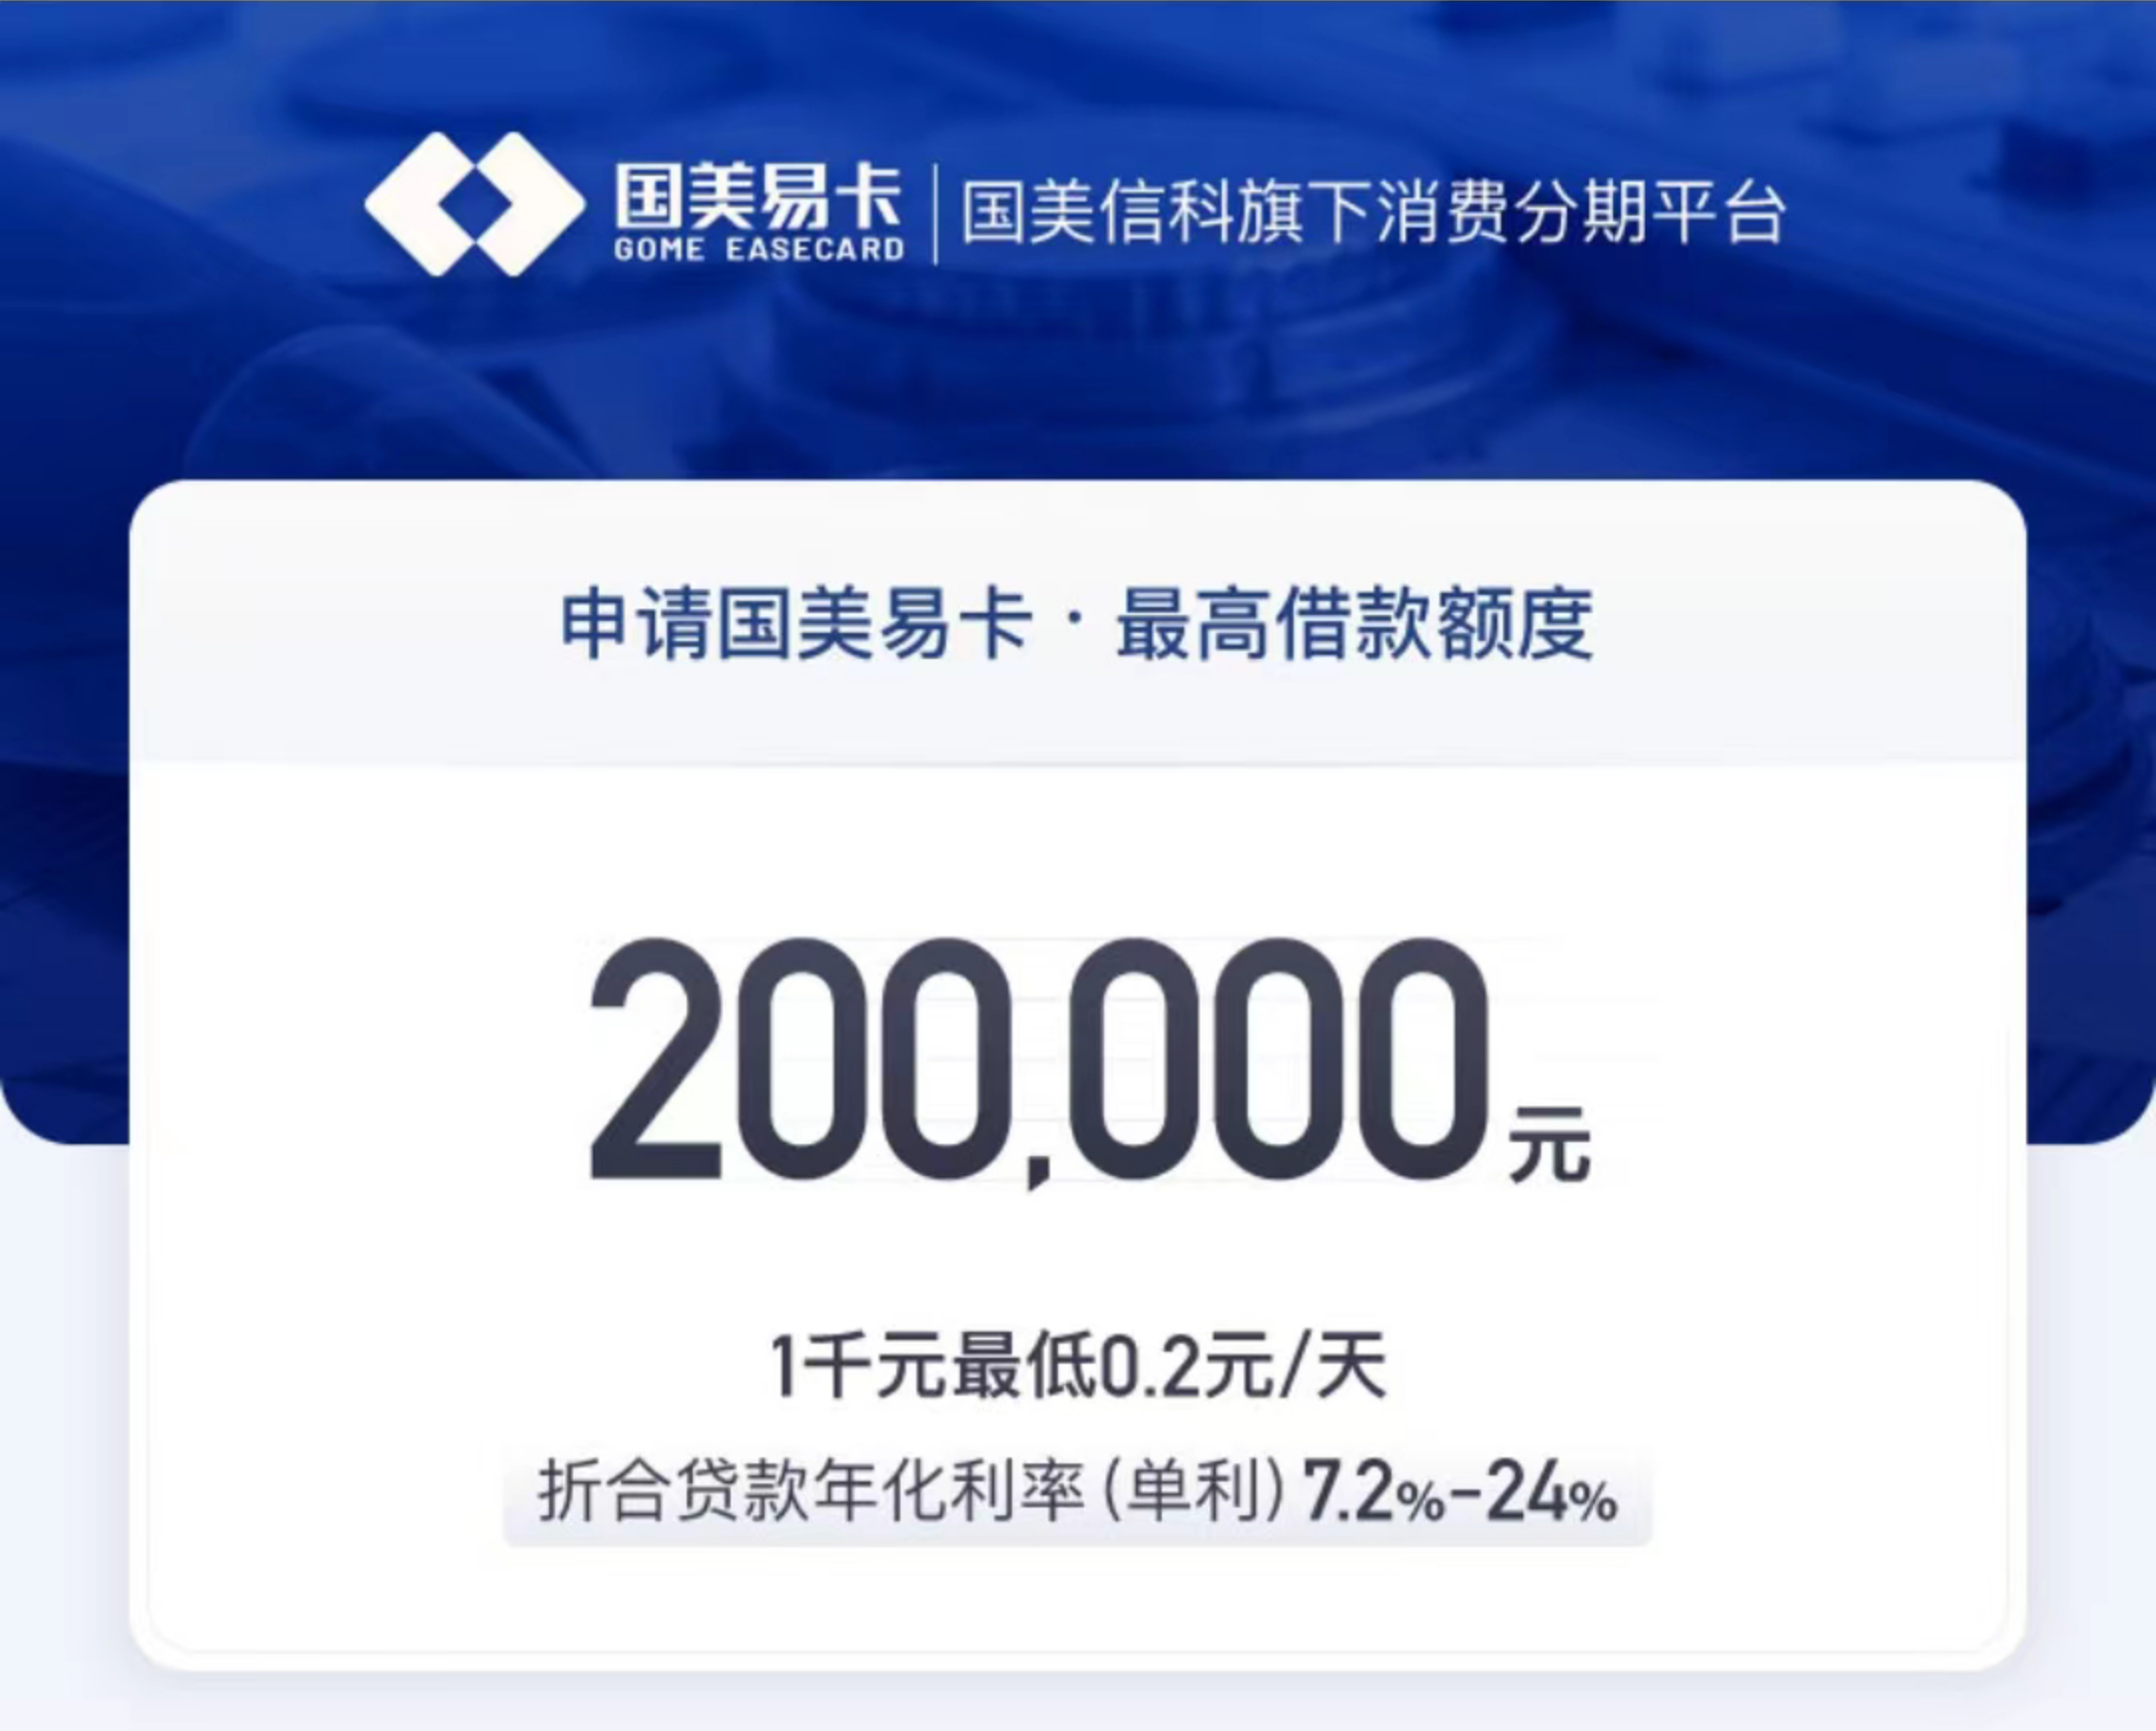 国美易卡 GOME EASECARD | 国美信科旗下消费分期平台
申请国美易卡·最高借款额度
200,000元
1千元最低0.2元/天
折合贷款年化利率(单利)7.2%-24%